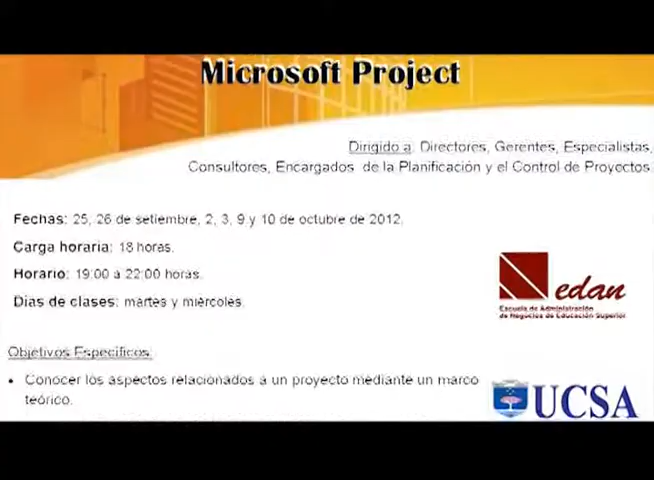 Microsoft Project
Dirigido a: Directores, Gerentes, Especialistas,
Consultores, Encargados de la Planificación y el Control de Proyectos.
Fechas: 25, 26 de setiembre, 2, 3, 9 y 10 de octubre de 2012.
Carga horaria: 18 horas.
Horario: 19:00 a 22:00 horas.
Días de clases: martes y miércoles.
edan
Escuela de Administración
de Negocios de Educación Superior
Objetivos Específicos:
• Conocer los aspectos relacionados a un proyecto mediante un marco
teórico.
UCSA